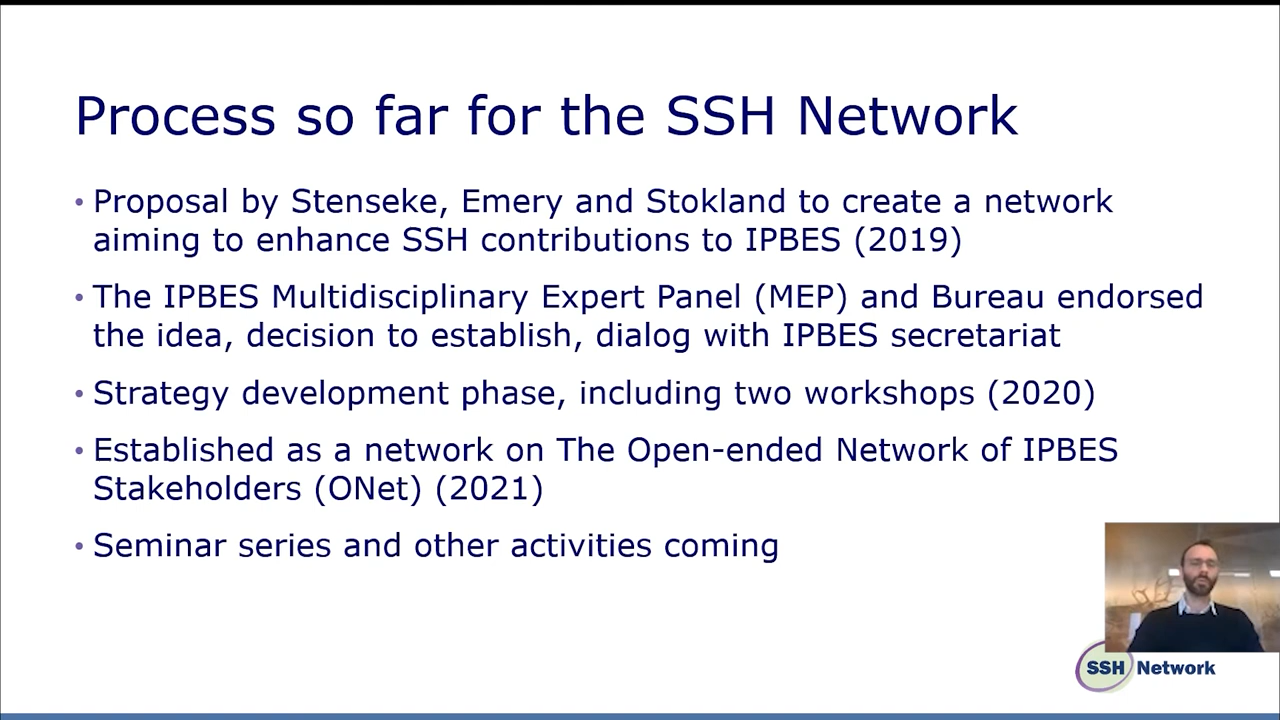 Process so far for the SSH Network
• Proposal by Stenseke, Emery and Stokland to create a network
aiming to enhance SSH contributions to IPBES (2019)
• The IPBES Multidisciplinary Expert Panel (MEP) and Bureau endorsed
the idea, decision to establish, dialog with IPBES secretariat
• Strategy development phase, including two workshops (2020)
• Established as a network on The Open-ended Network of IPBES
Stakeholders (ONet) (2021)
• Seminar series and other activities coming
SSH Network